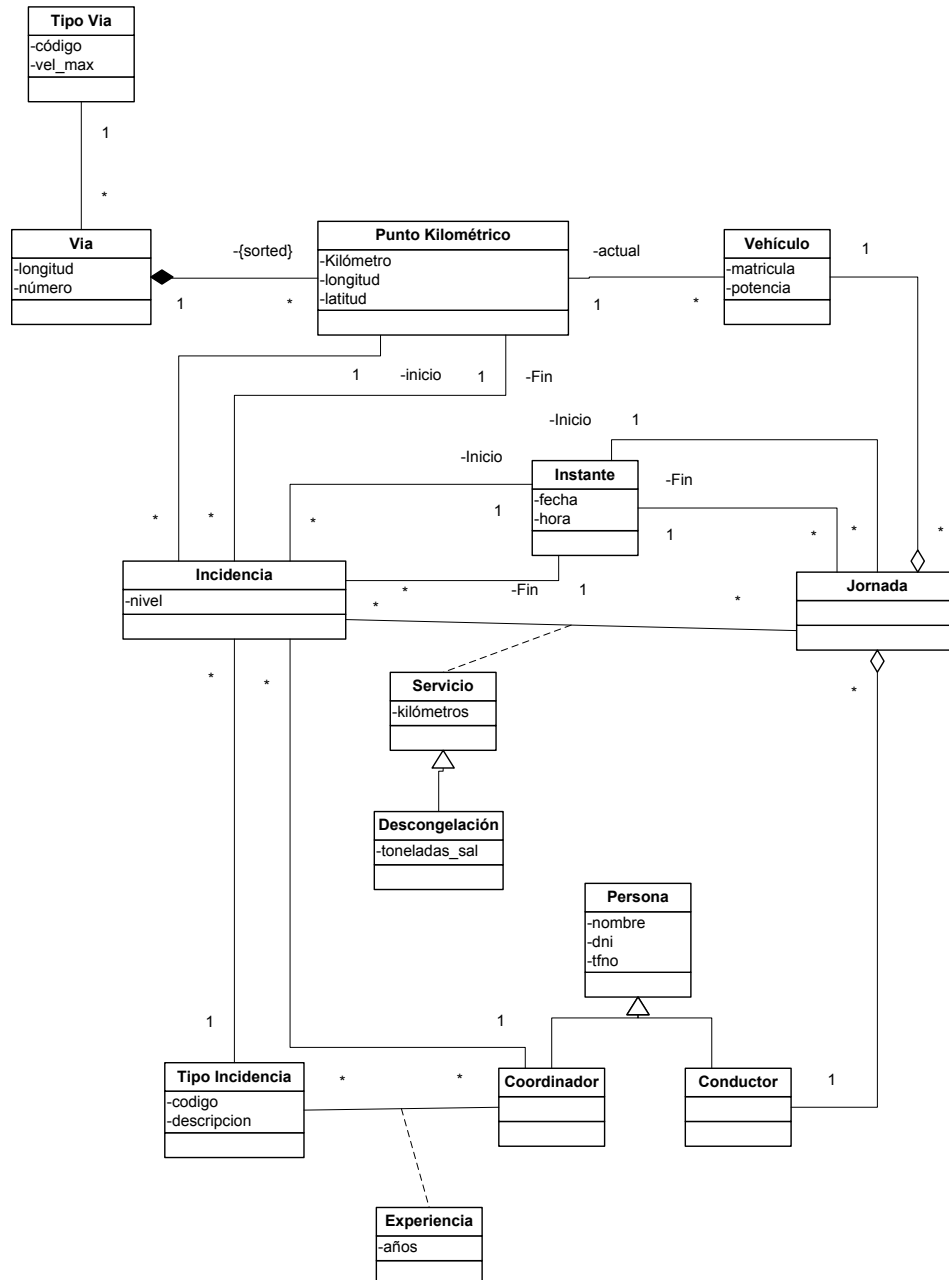 Tipo Via
-código
-vel_max
1
*
Via
-longitud
-número
-{sorted}
1
*
Punto Kilométrico
-Kilómetro
-longitud
-latitud
-actual
1
*
Vehículo
-matricula
-potencia
1
1
-inicio
1
-Fin
-Inicio
1
-Inicio
1
Instante
-fecha
-hora
-Fin
1
*
*
*
*
*
*
Incidencia
-nivel
*
*
-Fin
1
*
Jornada
*
*
*
Servicio
-kilómetros
Descongelación
-toneladas_sal
Persona
-nombre
-dni
-tfno
1
1
Tipo Incidencia
-codigo
-descripcion
*
*
Coordinador
Conductor
1
Experiencia
-años